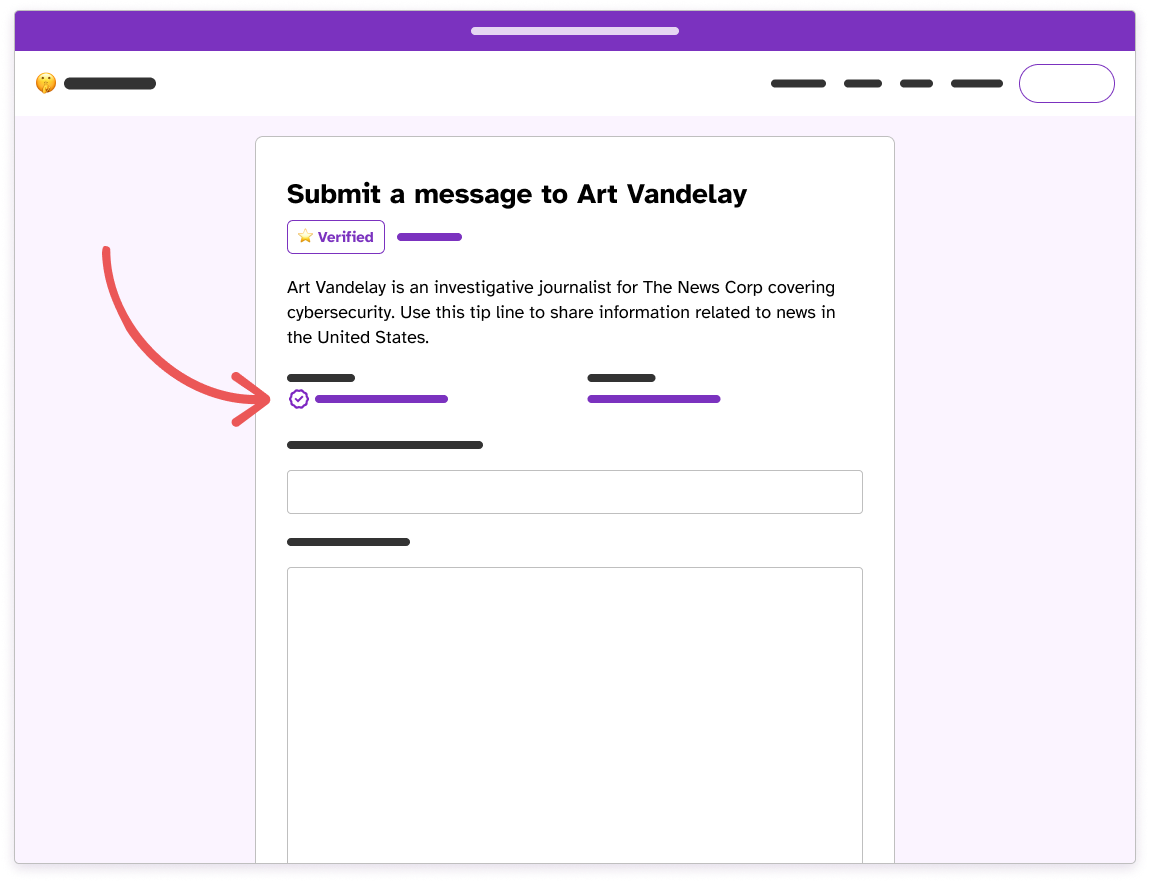 Submit a message to Art Vandelay
⭐ Verified
Art Vandelay is an investigative journalist for The News Corp covering
cybersecurity. Use this tip line to share information related to news in
the United States.